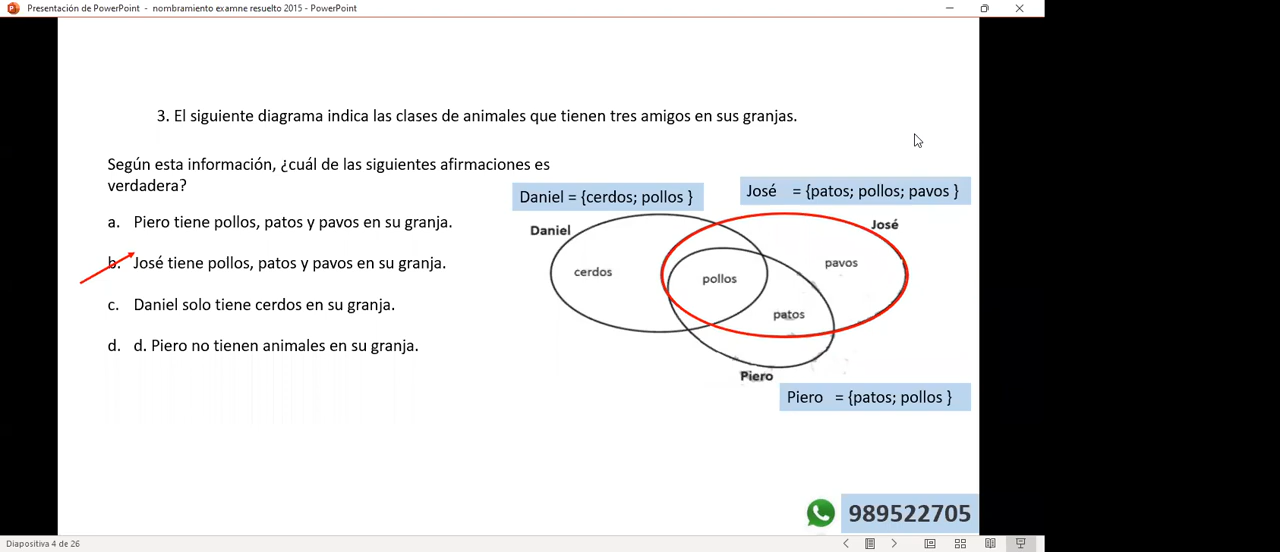 Presentación de PowerPoint - nombramiento examne resuelto 2015 - PowerPoint
3. El siguiente diagrama indica las clases de animales que tienen tres amigos en sus granjas.
Según esta información, ¿cuál de las siguientes afirmaciones es
verdadera?
a. Piero tiene pollos, patos y pavos en su granja.
b. José tiene pollos, patos y pavos en su granja.
c. Daniel solo tiene cerdos en su granja.
d. d. Piero no tienen animales en su granja.
Daniel = {cerdos; pollos }
José = {patos; pollos; pavos }
Daniel
José
cerdos
pollos
pavos
patos
Piero
Piero = {patos; pollos }
989522705
Diapositiva 4 de 26